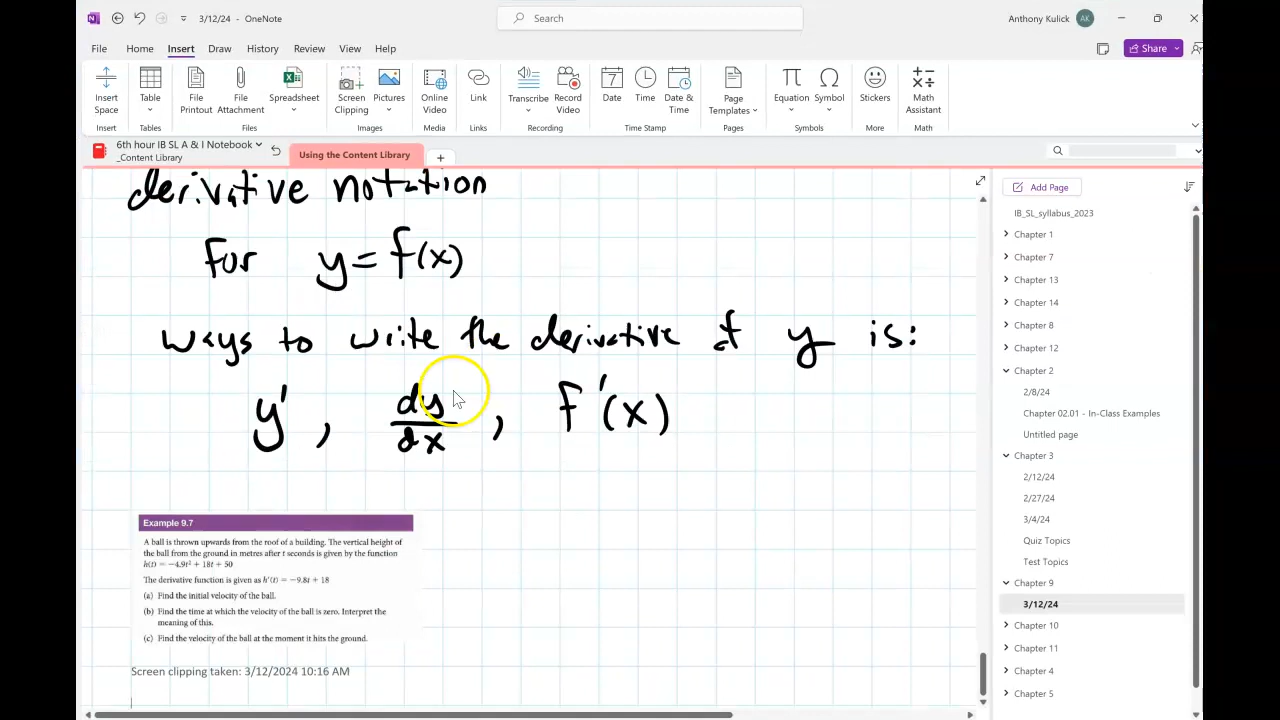 3/12/24 - OneNote
Search
Anthony Kulick
AK
File Home Insert Draw History Review View Help
Share
Insert Space
Table
File Printout
File Attachment
Spreadsheet
Screen Clipping
Pictures
Online Video
Link
Transcribe
Record Video
Date
Time
Date & Time
Page Templates
Equation
Symbol
Stickers
Math Assistant
Insert Tables Files Images Media Links Recording Time Stamp Pages Symbols More Math
6th hour IB SL A & I Notebook
_Content Library
Using the Content Library
derivative notation
for y = f(x)
ways to write the derivative of y is:
y' , dy/dx , f'(x)
Example 9.7
A ball is thrown upwards from the roof of a building. The vertical height of
the ball from the ground in metres after t seconds is given by the function
h(t) = −4.9t² + 18t + 50
The derivative function is given as h'(t) = −9.8t + 18
(a) Find the initial velocity of the ball.
(b) Find the time at which the velocity of the ball is zero. Interpret the
meaning of this.
(c) Find the velocity of the ball at the moment it hits the ground.
Screen clipping taken: 3/12/2024 10:16 AM
Add Page
IB_SL_syllabus_2023
Chapter 1
Chapter 7
Chapter 13
Chapter 14
Chapter 8
Chapter 12
Chapter 2
2/8/24
Chapter 02.01 - In-Class Examples
Untitled page
Chapter 3
2/12/24
2/27/24
3/4/24
Quiz Topics
Test Topics
Chapter 9
3/12/24
Chapter 10
Chapter 11
Chapter 4
Chapter 5